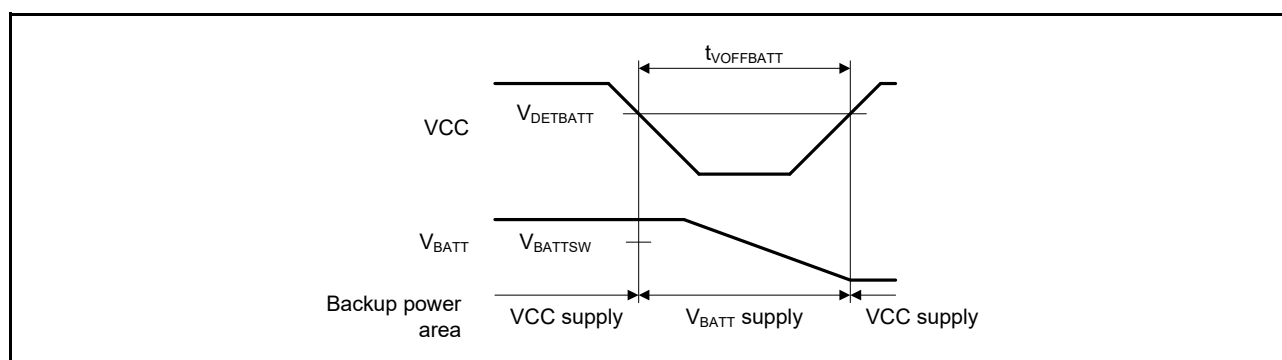 tVOFFBATT
VCC
VDETBATT
VBATT
VBATTSW
Backup power
area
VCC supply
VBATT supply
VCC supply